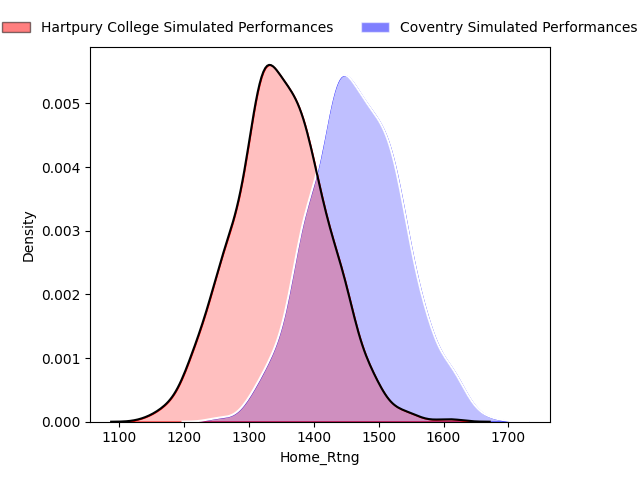 Hartpury College Simulated Performances Coventry Simulated Performances
0.005
0.004
0.003
0.002
0.001
0.000
Density
1100 1200 1300 1400 1500 1600 1700
Home_Rtng